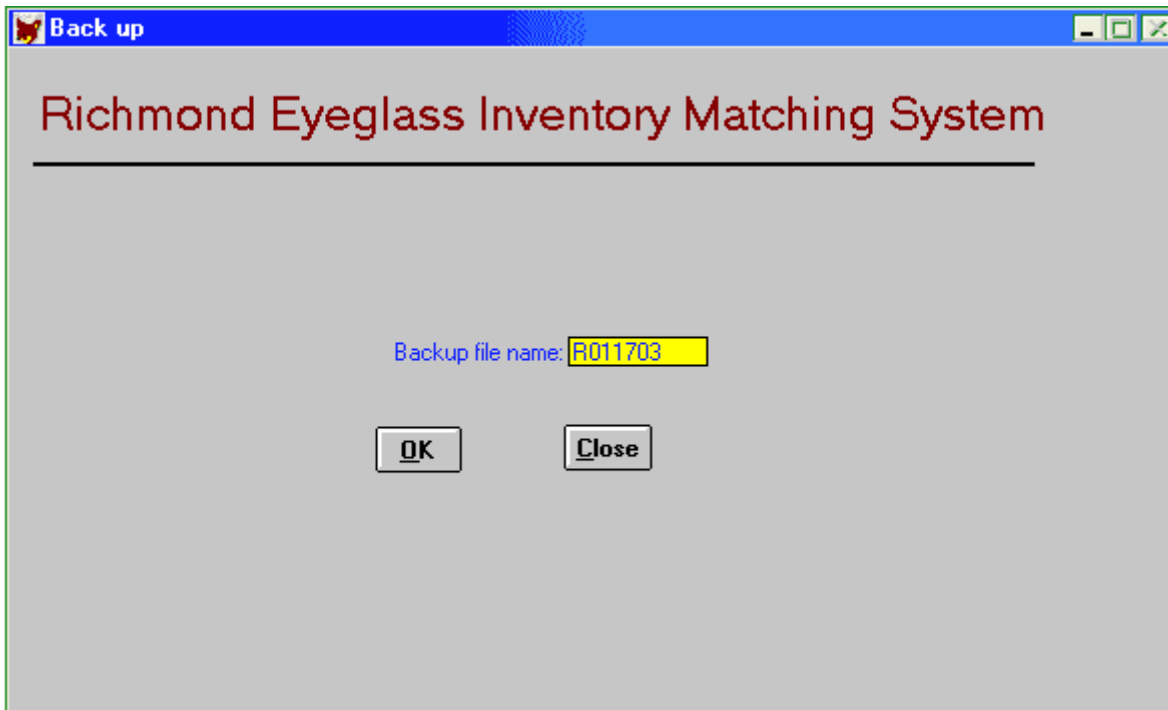 Back up
Richmond Eyeglass Inventory Matching System
Backup file name: R011703
OK Close